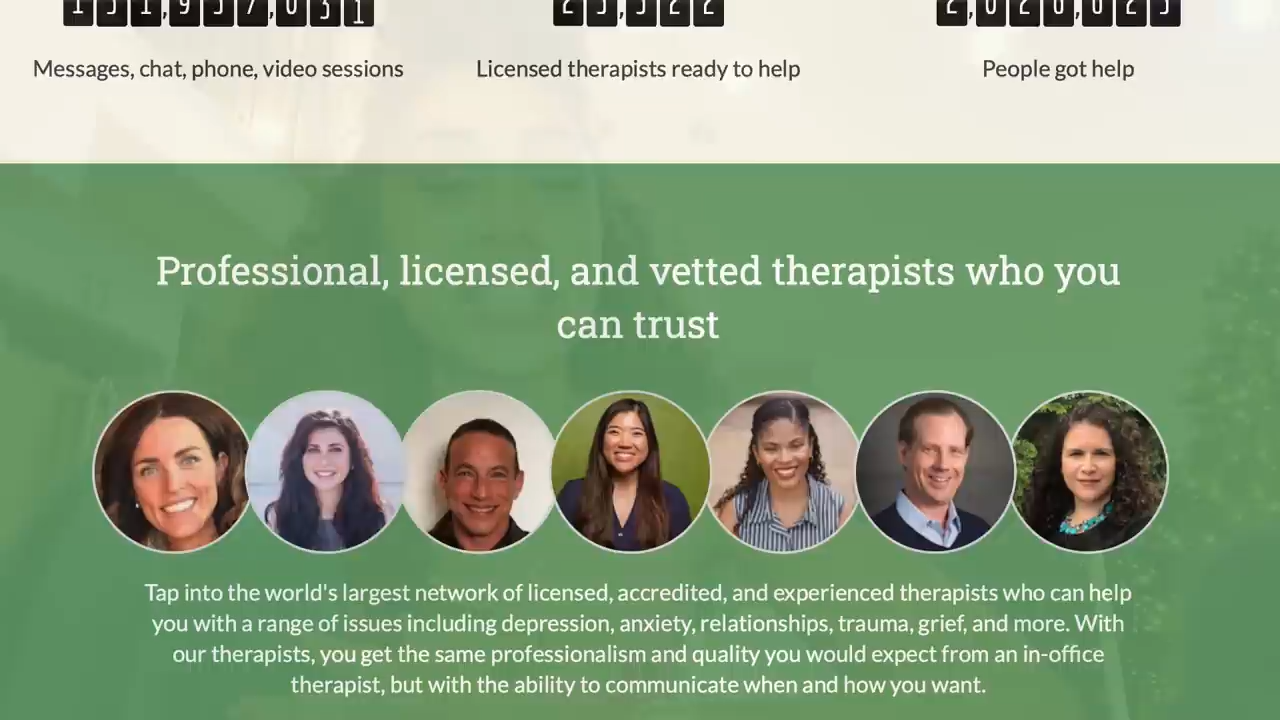 Messages, chat, phone, video sessions
Licensed therapists ready to help
People got help
Professional, licensed, and vetted therapists who you
can trust
Tap into the world's largest network of licensed, accredited, and experienced therapists who can help
you with a range of issues including depression, anxiety, relationships, trauma, grief, and more. With
our therapists, you get the same professionalism and quality you would expect from an in-office
therapist, but with the ability to communicate when and how you want.